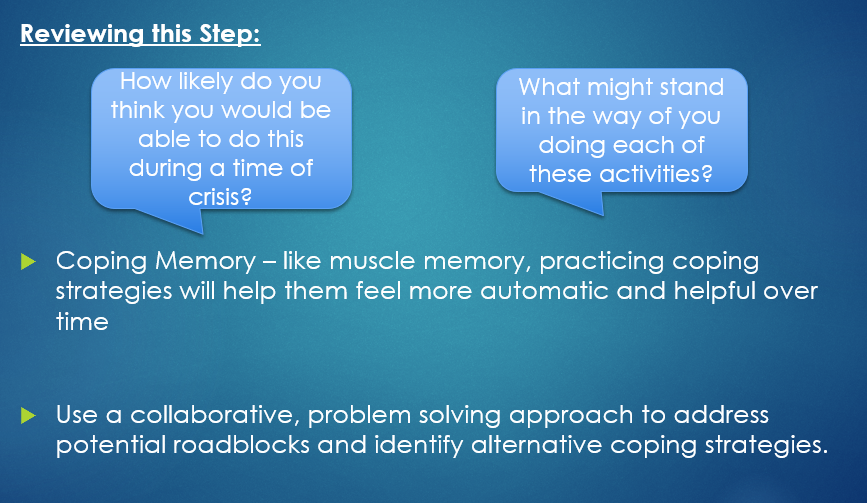 Reviewing this Step:
How likely do you
think you would be
able to do this
during a time of
crisis?
What might stand
in the way of you
doing each of
these activities?
Coping Memory – like muscle memory, practicing coping
strategies will help them feel more automatic and helpful over
time
Use a collaborative, problem solving approach to address
potential roadblocks and identify alternative coping strategies.